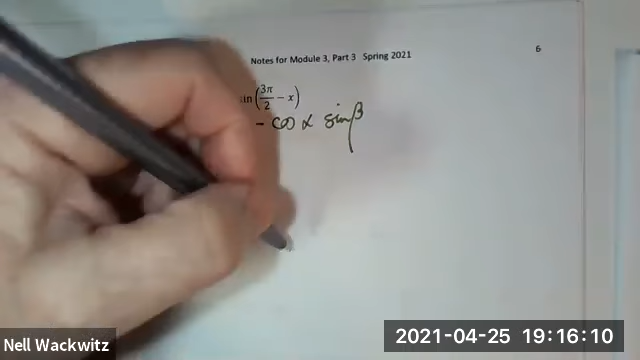 Notes for Module 3, Part 3 Spring 2021
6
in(3π/2 − x)
− cos α sin β
Nell Wackwitz
2021-04-25 19:16:10